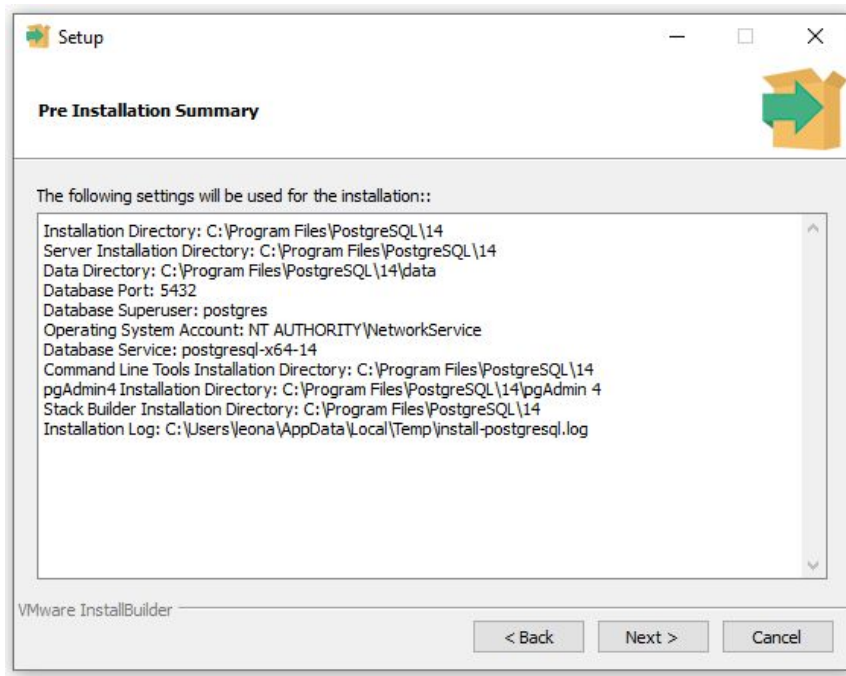 Setup
Pre Installation Summary
The following settings will be used for the installation::
Installation Directory: C:\Program Files\PostgreSQL\14
Server Installation Directory: C:\Program Files\PostgreSQL\14
Data Directory: C:\Program Files\PostgreSQL\14\data
Database Port: 5432
Database Superuser: postgres
Operating System Account: NT AUTHORITY\NetworkService
Database Service: postgresql-x64-14
Command Line Tools Installation Directory: C:\Program Files\PostgreSQL\14
pgAdmin4 Installation Directory: C:\Program Files\PostgreSQL\14\pgAdmin 4
Stack Builder Installation Directory: C:\Program Files\PostgreSQL\14
Installation Log: C:\Users\leona\AppData\Local\Temp\install-postgresql.log
VMware InstallBuilder
< Back Next > Cancel